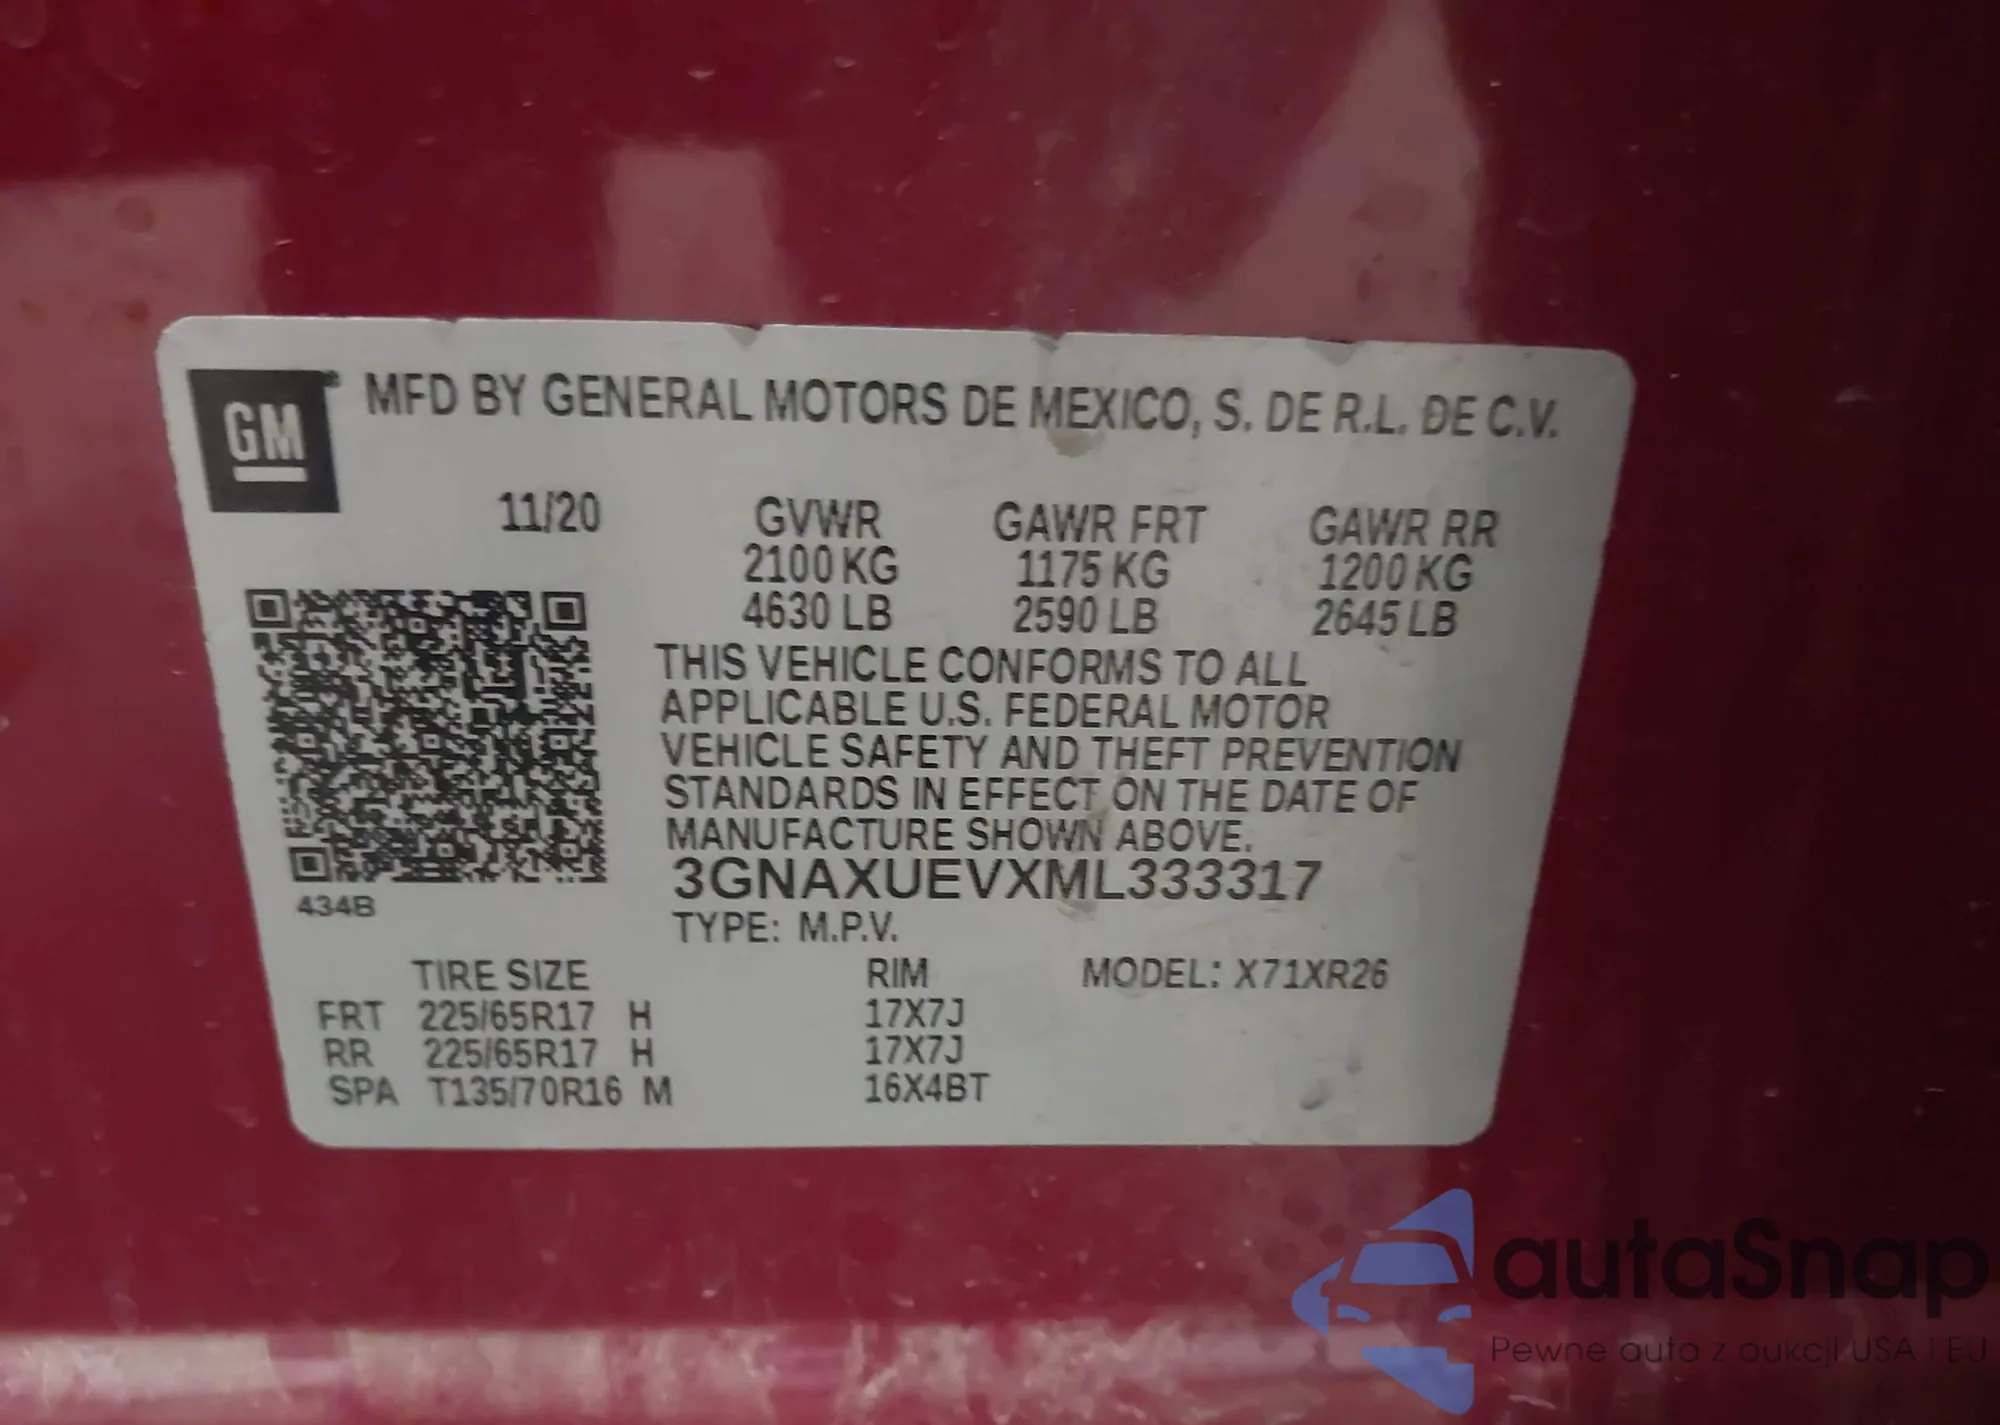 GM
MFD BY GENERAL MOTORS DE MEXICO, S. DE R.L. DE C.V.
11/20 GVWR GAWR FRT GAWR RR
2100 KG 1175 KG 1200 KG
4630 LB 2590 LB 2645 LB
THIS VEHICLE CONFORMS TO ALL
APPLICABLE U.S. FEDERAL MOTOR
VEHICLE SAFETY AND THEFT PREVENTION
STANDARDS IN EFFECT ON THE DATE OF
MANUFACTURE SHOWN ABOVE.
3GNAXUEVXML333317
434B
TYPE: M.P.V.
TIRE SIZE RIM MODEL: X71XR26
FRT 225/65R17 H 17X7J
RR 225/65R17 H 17X7J
SPA T135/70R16 M 16X4BT
autaSnap
Pewne auta z aukcji USA i EU